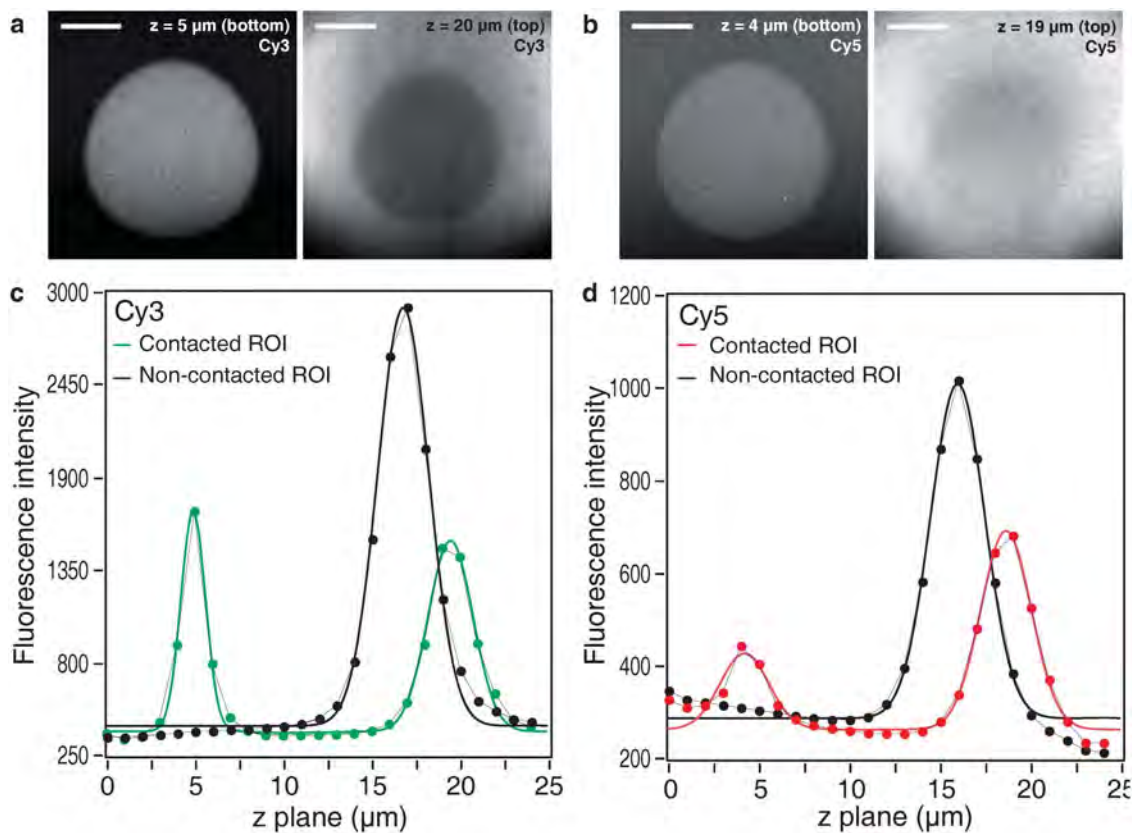 a
z = 5 µm (bottom)
Cy3
z = 20 µm (top)
Cy3
b
z = 4 µm (bottom)
Cy5
z = 19 µm (top)
Cy5
c
Cy3
Contacted ROI
Non-contacted ROI
Fluorescence intensity
3000
2450
1900
1350
800
250
0
5
10
15
20
25
z plane (µm)
d
Cy5
Contacted ROI
Non-contacted ROI
Fluorescence intensity
1200
1000
800
600
400
200
0
5
10
15
20
25
z plane (µm)